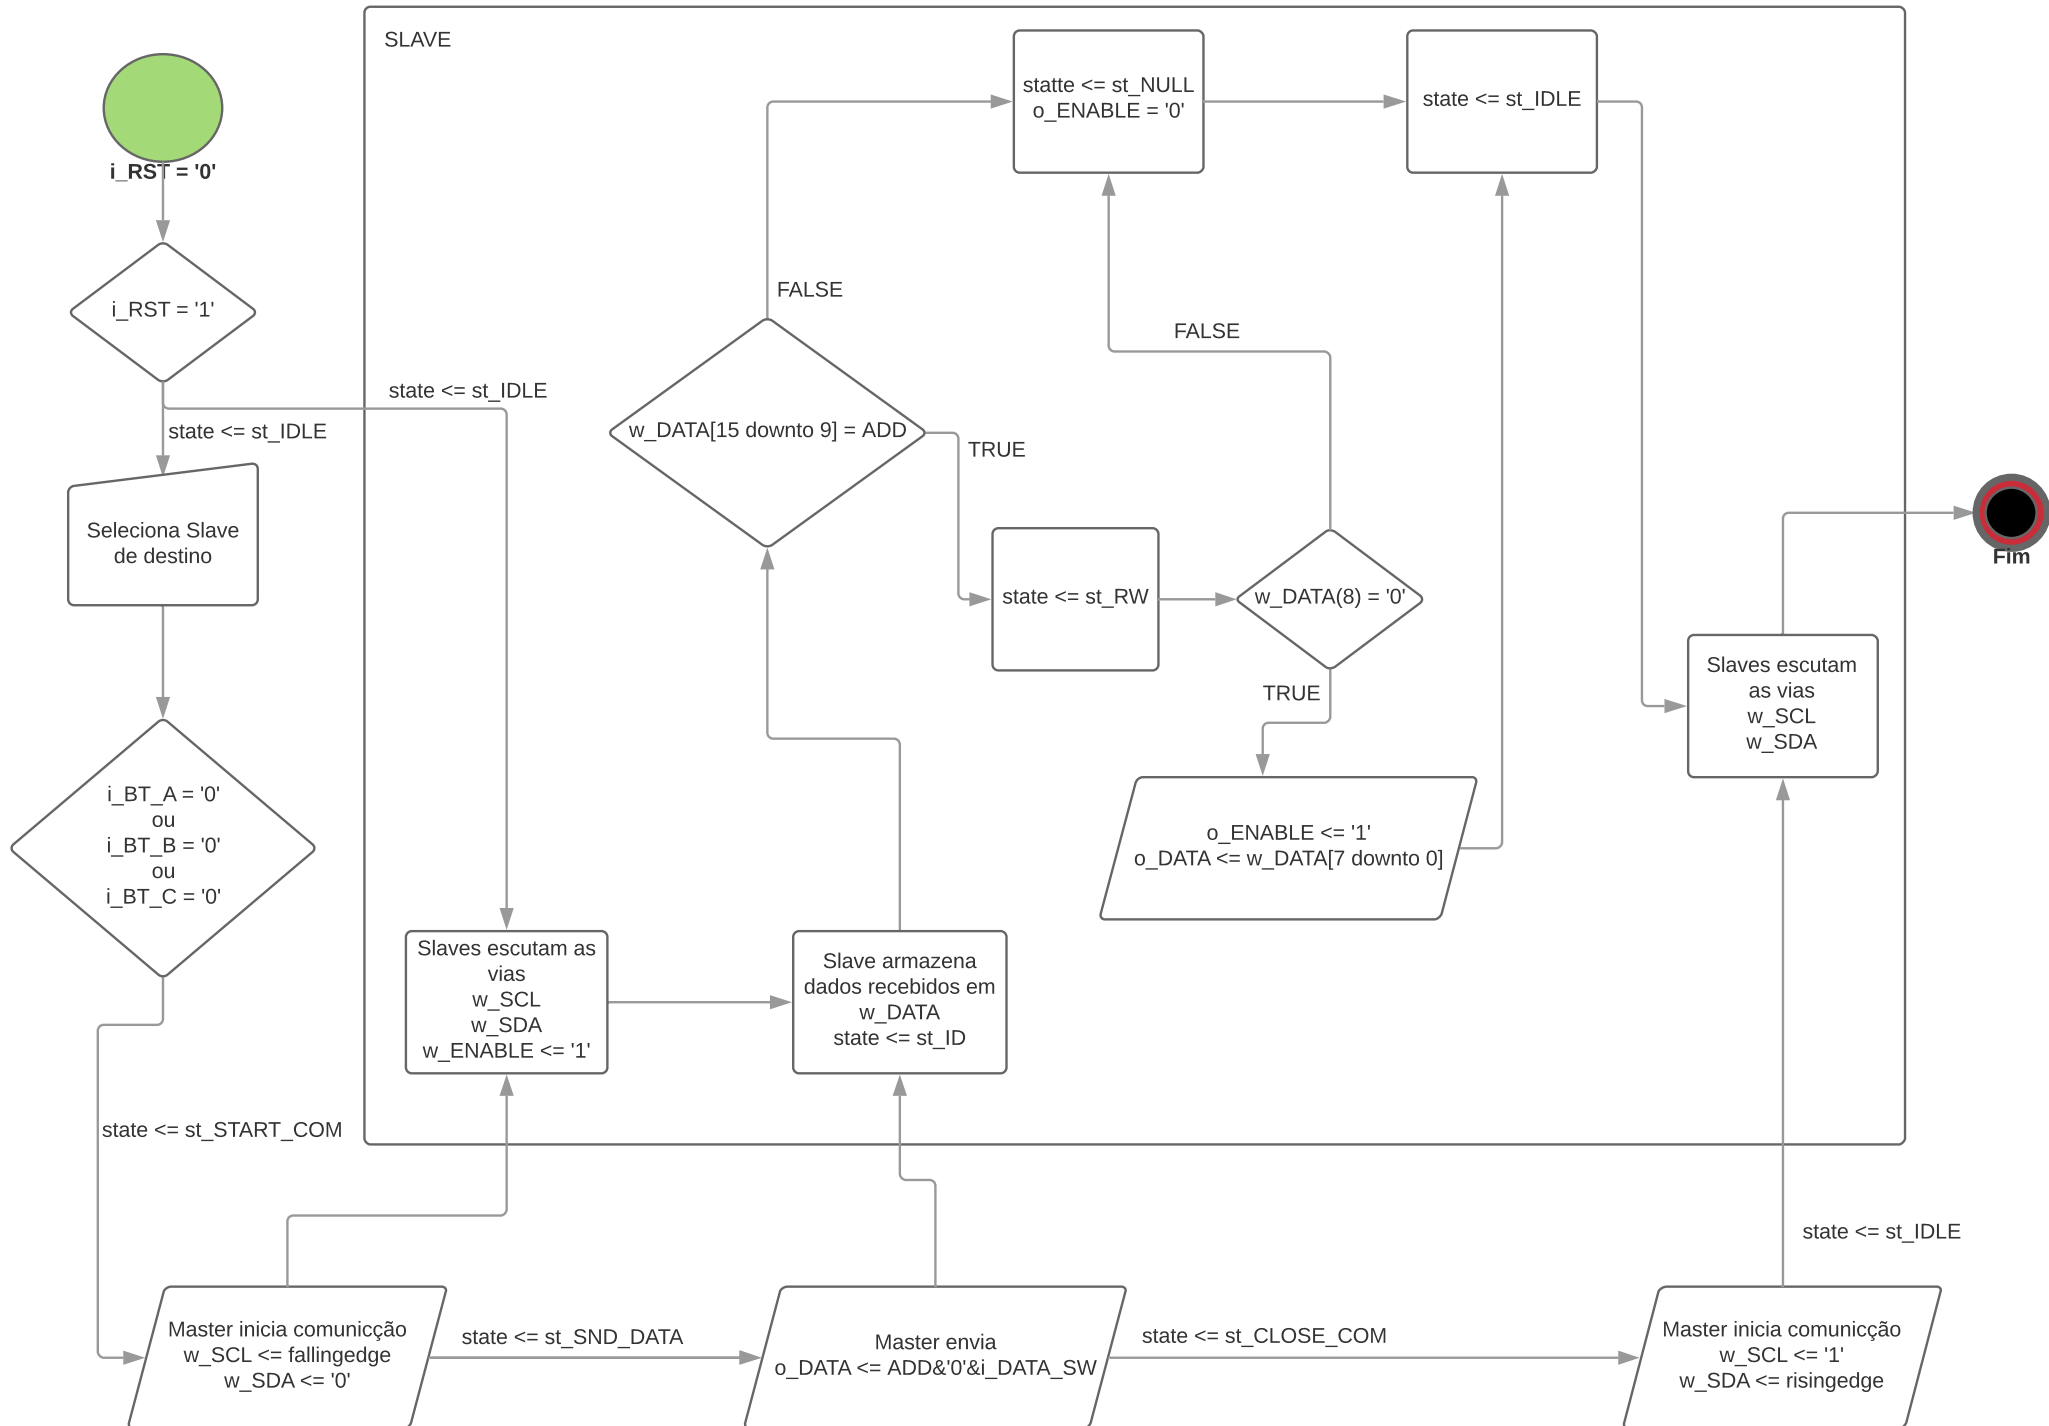 SLAVE
i_RST = '0'
i_RST = '1'
state <= st_IDLE
state <= st_IDLE
Seleciona Slave
de destino
i_BT_A = '0'
ou
i_BT_B = '0'
ou
i_BT_C = '0'
state <= st_START_COM
Master inicia comunicção
w_SCL <= fallingedge
w_SDA <= '0'
state <= st_SND_DATA
Master envia
o_DATA <= ADD&'0'&i_DATA_SW
state <= st_CLOSE_COM
Master inicia comunicção
w_SCL <= '1'
w_SDA <= risingedge
state <= st_IDLE
Slaves escutam as
vias
w_SCL
w_SDA
w_ENABLE <= '1'
Slave armazena
dados recebidos em
w_DATA
state <= st_ID
w_DATA[15 downto 9] = ADD
FALSE
TRUE
statte <= st_NULL
o_ENABLE = '0'
state <= st_IDLE
state <= st_RW
w_DATA(8) = '0'
FALSE
TRUE
o_ENABLE <= '1'
o_DATA <= w_DATA[7 downto 0]
Slaves escutam
as vias
w_SCL
w_SDA
Fim